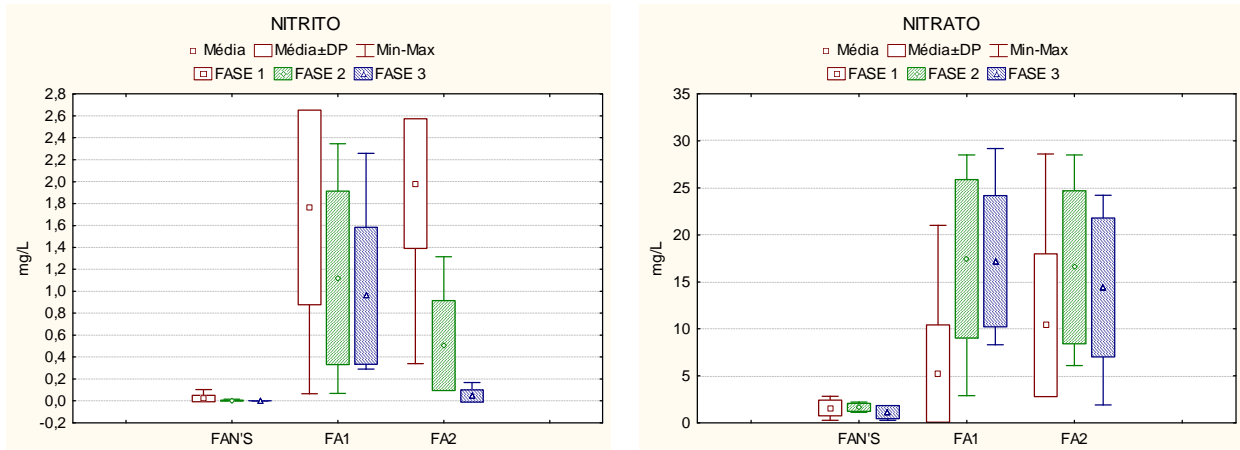 NITRITO
Média Média±DP Min-Max
FASE 1 FASE 2 FASE 3
mg/L
2,8
2,6
2,4
2,2
2,0
1,8
1,6
1,4
1,2
1,0
0,8
0,6
0,4
0,2
0,0
-0,2
FAN'S FA1 FA2
NITRATO
Média Média±DP Min-Max
FASE 1 FASE 2 FASE 3
mg/L
35
30
25
20
15
10
5
0
FAN'S FA1 FA2